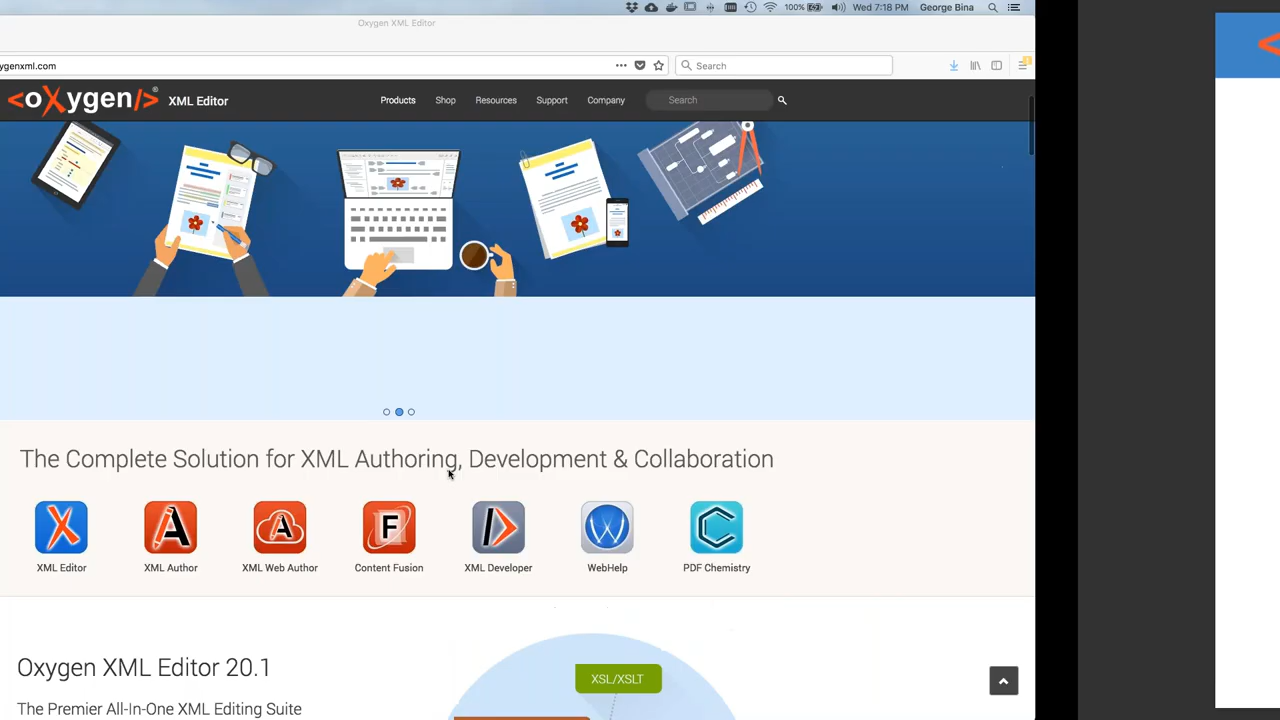 100% Wed 7:18 PM George Bina
Oxygen XML Editor
ygenxml.com
Search
<oXygen/>® XML Editor
Products Shop Resources Support Company Search
The Complete Solution for XML Authoring, Development & Collaboration
XML Editor XML Author XML Web Author Content Fusion XML Developer WebHelp PDF Chemistry
Oxygen XML Editor 20.1
XSL/XSLT
The Premier All-In-One XML Editing Suite